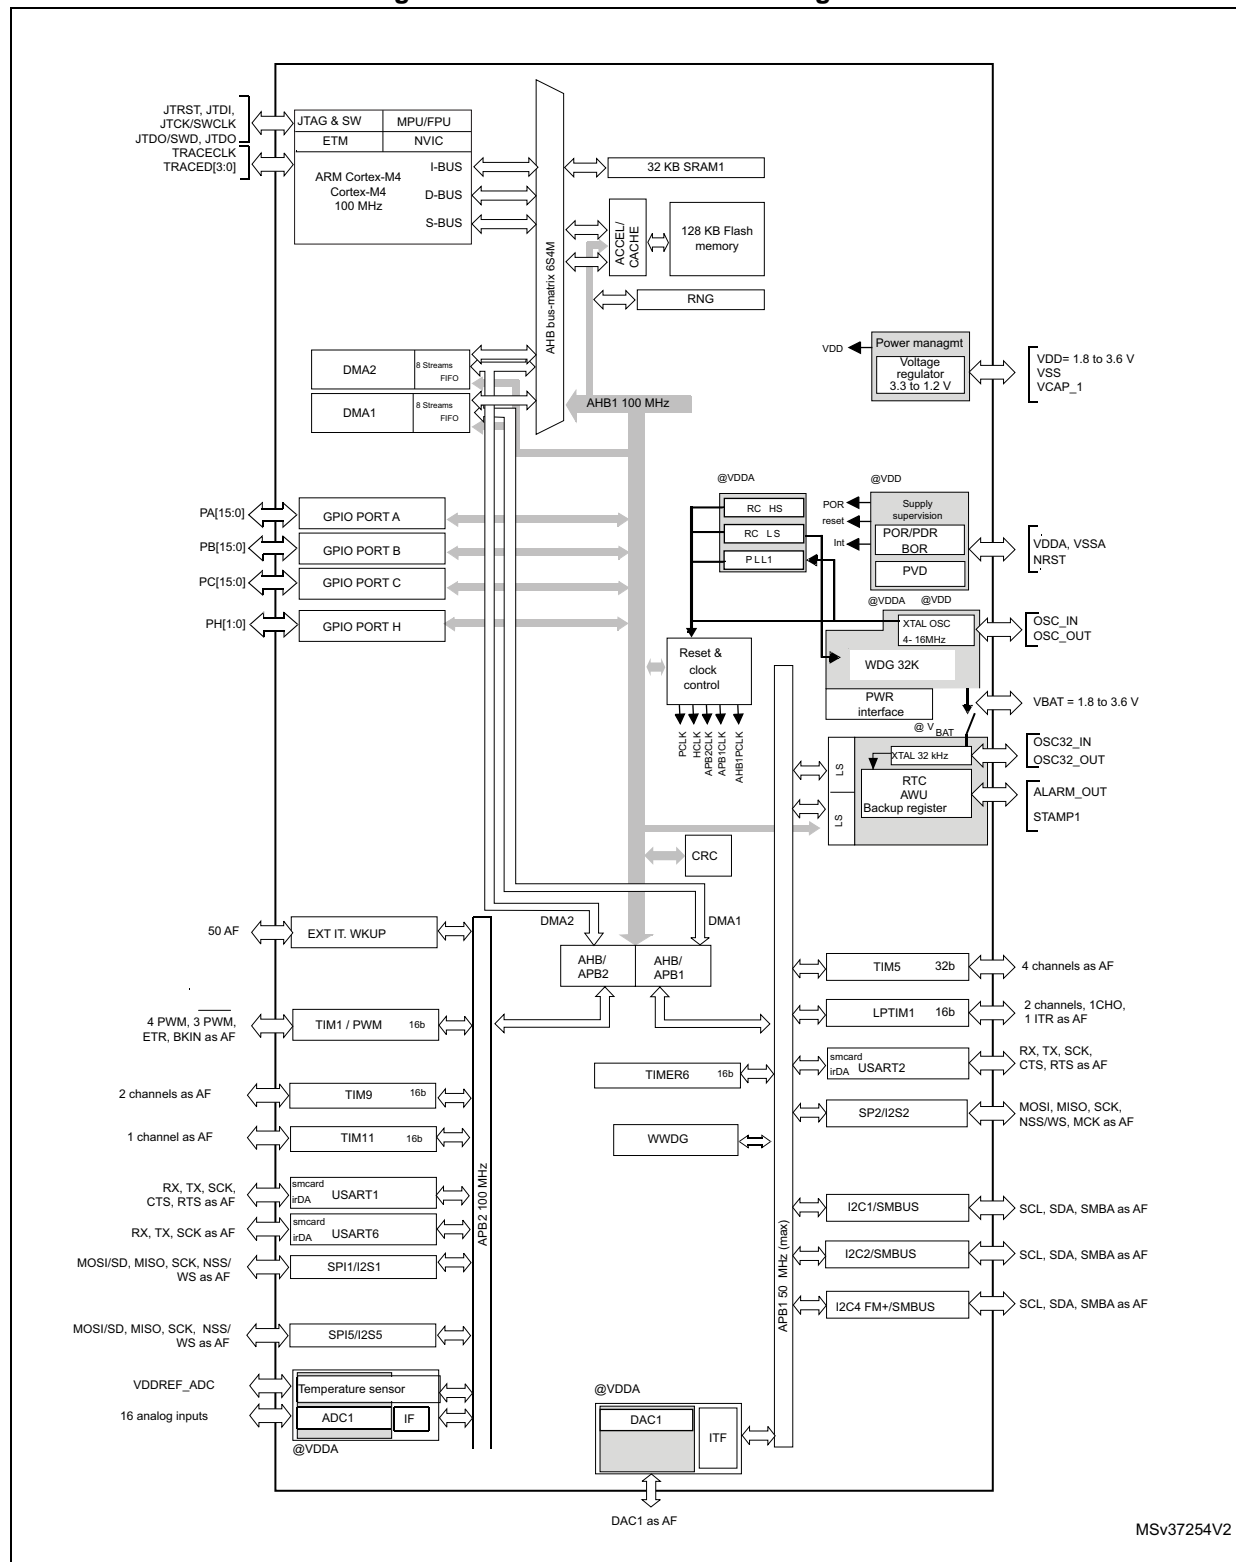 JTRST, JTDI,
JTCK/SWCLK
JTDO/SWD, JTDO
TRACECLK
TRACED[3:0]
JTAG & SW
MPU/FPU
ETM
NVIC
ARM Cortex-M4
Cortex-M4
100 MHz
I-BUS
D-BUS
S-BUS
AHB bus-matrix 6S4M
32 KB SRAM1
ACCEL/
CACHE
128 KB Flash
memory
RNG
DMA2
8 Streams
FIFO
DMA1
8 Streams
FIFO
AHB1 100 MHz
VDD
Power managmt
Voltage
regulator
3.3 to 1.2 V
VDD= 1.8 to 3.6 V
VSS
VCAP_1
PA[15:0]
GPIO PORT A
PB[15:0]
GPIO PORT B
PC[15:0]
GPIO PORT C
PH[1:0]
GPIO PORT H
@VDDA
RC HS
RC LS
PLL1
@VDD
POR
reset
Int
Supply
supervision
POR/PDR
BOR
PVD
VDDA, VSSA
NRST
@VDDA
@VDD
XTAL OSC
4- 16MHz
OSC_IN
OSC_OUT
WDG 32K
PWR
interface
VBAT = 1.8 to 3.6 V
@ VBAT
Reset &
clock
control
PCLK
HCLK
APB2CLK
APB1CLK
AHB1PCLK
LS
LS
XTAL 32 kHz
RTC
AWU
Backup register
OSC32_IN
OSC32_OUT
ALARM_OUT
STAMP1
CRC
DMA2
DMA1
AHB/
APB2
AHB/
APB1
50 AF
EXT IT. WKUP
4 PWM, 3 PWM,
ETR, BKIN as AF
TIM1 / PWM
16b
2 channels as AF
TIM9
16b
1 channel as AF
TIM11
16b
RX, TX, SCK,
CTS, RTS as AF
smcard
irDA
USART1
RX, TX, SCK as AF
smcard
irDA
USART6
MOSI/SD, MISO, SCK, NSS/
WS as AF
SPI1/I2S1
MOSI/SD, MISO, SCK, NSS/
WS as AF
SPI5/I2S5
VDDREF_ADC
Temperature sensor
16 analog inputs
ADC1
IF
@VDDA
APB2 100 MHz
TIMER6
16b
WWDG
APB1 50 MHz (max)
TIM5
32b
4 channels as AF
LPTIM1
16b
2 channels, 1CHO,
1 ITR as AF
smcard
irDA
USART2
RX, TX, SCK,
CTS, RTS as AF
SP2/I2S2
MOSI, MISO, SCK,
NSS/WS, MCK as AF
I2C1/SMBUS
SCL, SDA, SMBA as AF
I2C2/SMBUS
SCL, SDA, SMBA as AF
I2C4 FM+/SMBUS
SCL, SDA, SMBA as AF
@VDDA
DAC1
ITF
DAC1 as AF
MSv37254V2